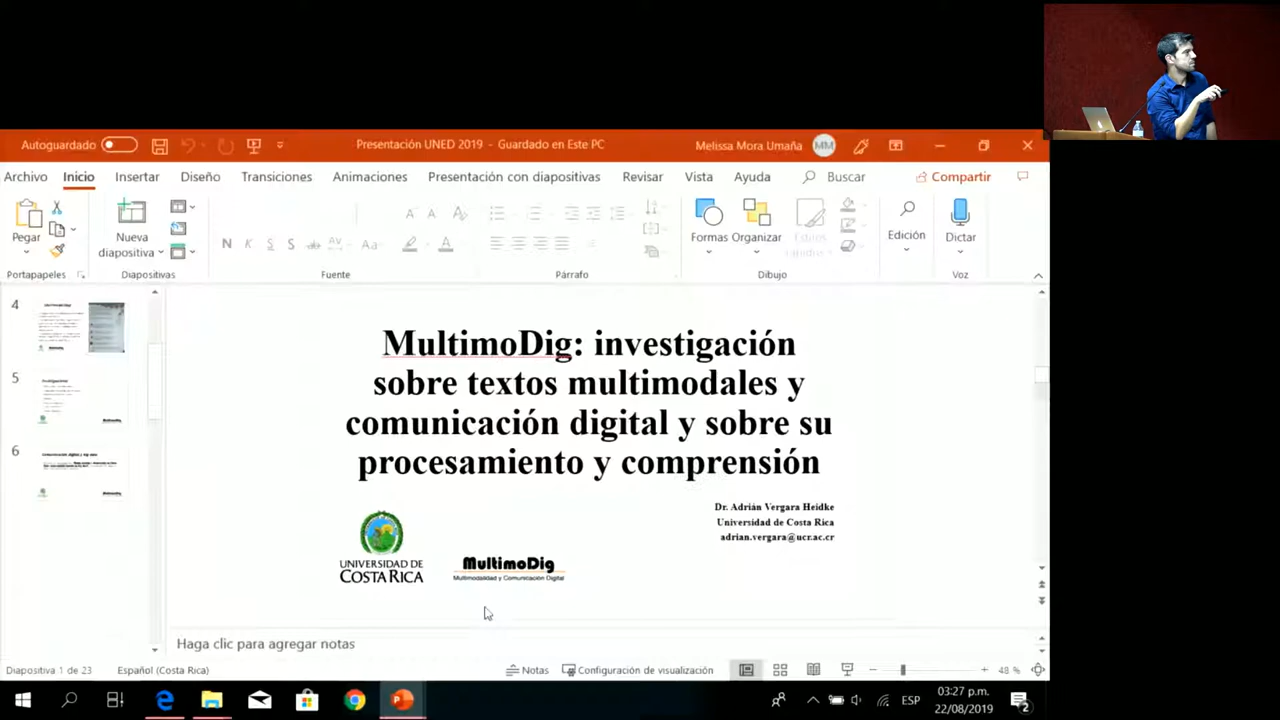 Autoguardado
Presentación UNED 2019 - Guardado en Este PC
Melissa Mora Umaña
MM
Archivo
Inicio
Insertar
Diseño
Transiciones
Animaciones
Presentación con diapositivas
Revisar
Vista
Ayuda
Buscar
Compartir
Pegar
Nueva
diapositiva
N K S S ab AV Aa
A A
Formas
Organizar
Estilos
Edición
Dictar
Portapapeles
Diapositivas
Fuente
Párrafo
Dibujo
Voz
4
5
6
MultimoDig: investigación
sobre textos multimodales y
comunicación digital y sobre su
procesamiento y comprensión
Dr. Adrián Vergara Heidke
Universidad de Costa Rica
adrian.vergara@ucr.ac.cr
UNIVERSIDAD DE
COSTA RICA
MultimoDig
Multimodalidad y Comunicación Digital
Haga clic para agregar notas
Diapositiva 1 de 23
Español (Costa Rica)
Notas
Configuración de visualización
48 %
ESP
03:27 p.m.
22/08/2019
2